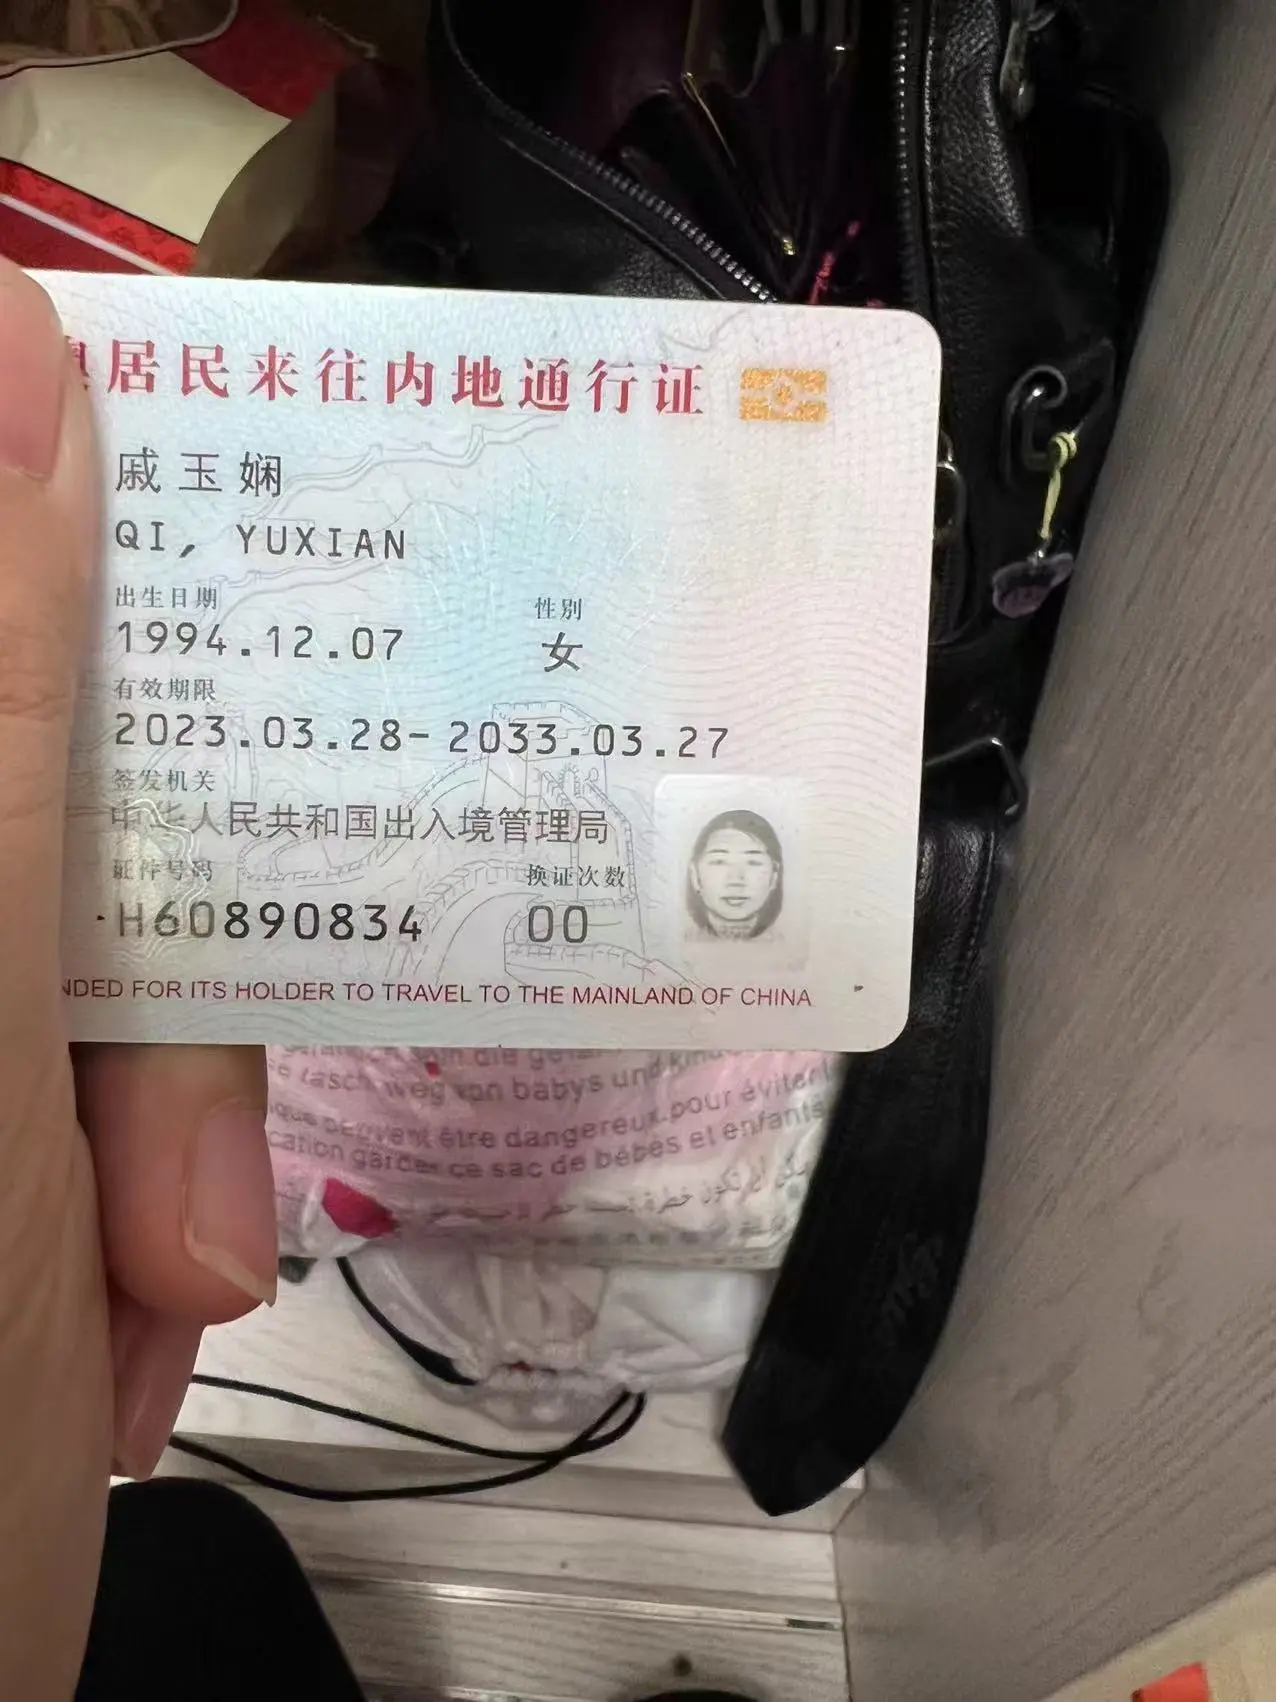 居民来往内地通行证
戚玉娴
QI, YUXIAN
出生日期 性别
1994.12.07 女
有效期限
2023.03.28-2033.03.27
签发机关
中华人民共和国出入境管理局
证件号码 换证次数
H60890834 00
NDED FOR ITS HOLDER TO TRAVEL TO THE MAINLAND OF CHINA
weg von babys und
peuvent être dangereux.pour éviter
garder ce sac de bébés et enfants